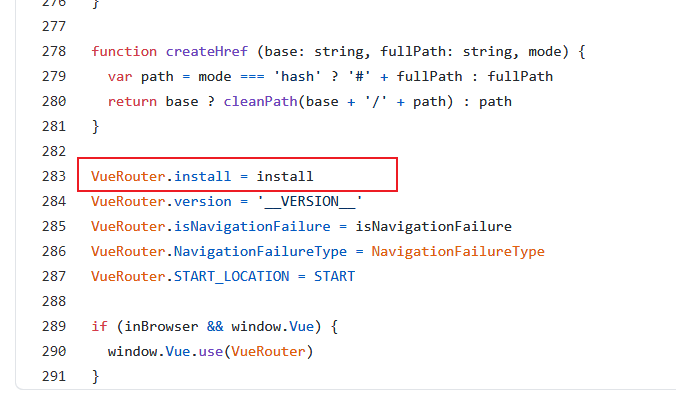 276 }
277
278 function createHref (base: string, fullPath: string, mode) {
279 var path = mode === 'hash' ? '#' + fullPath : fullPath
280 return base ? cleanPath(base + '/' + path) : path
281 }
282
283 VueRouter.install = install
284 VueRouter.version = '__VERSION__'
285 VueRouter.isNavigationFailure = isNavigationFailure
286 VueRouter.NavigationFailureType = NavigationFailureType
287 VueRouter.START_LOCATION = START
288
289 if (inBrowser && window.Vue) {
290 window.Vue.use(VueRouter)
291 }